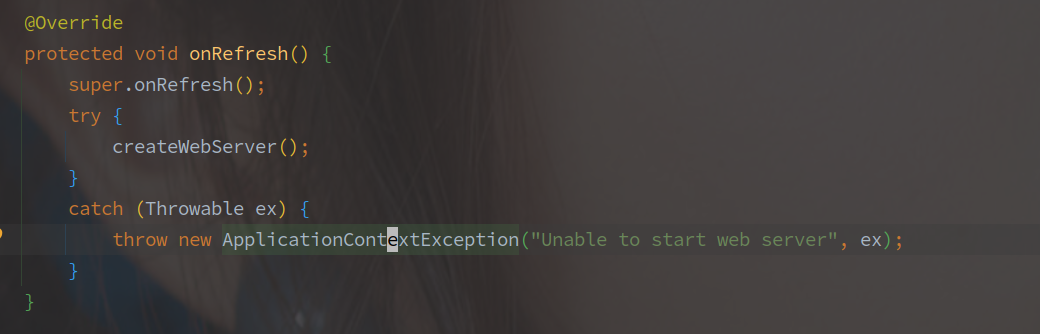 @Override
protected void onRefresh() {
    super.onRefresh();
    try {
        createWebServer();
    }
    catch (Throwable ex) {
        throw new ApplicationContextException("Unable to start web server", ex);
    }
}